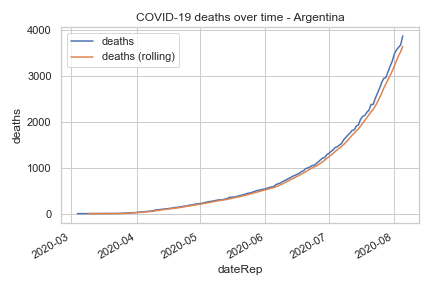 COVID-19 deaths over time - Argentina
deaths
deaths (rolling)
4000
3000
2000
1000
0
deaths
2020-03
2020-04
2020-05
2020-06
2020-07
2020-08
dateRep